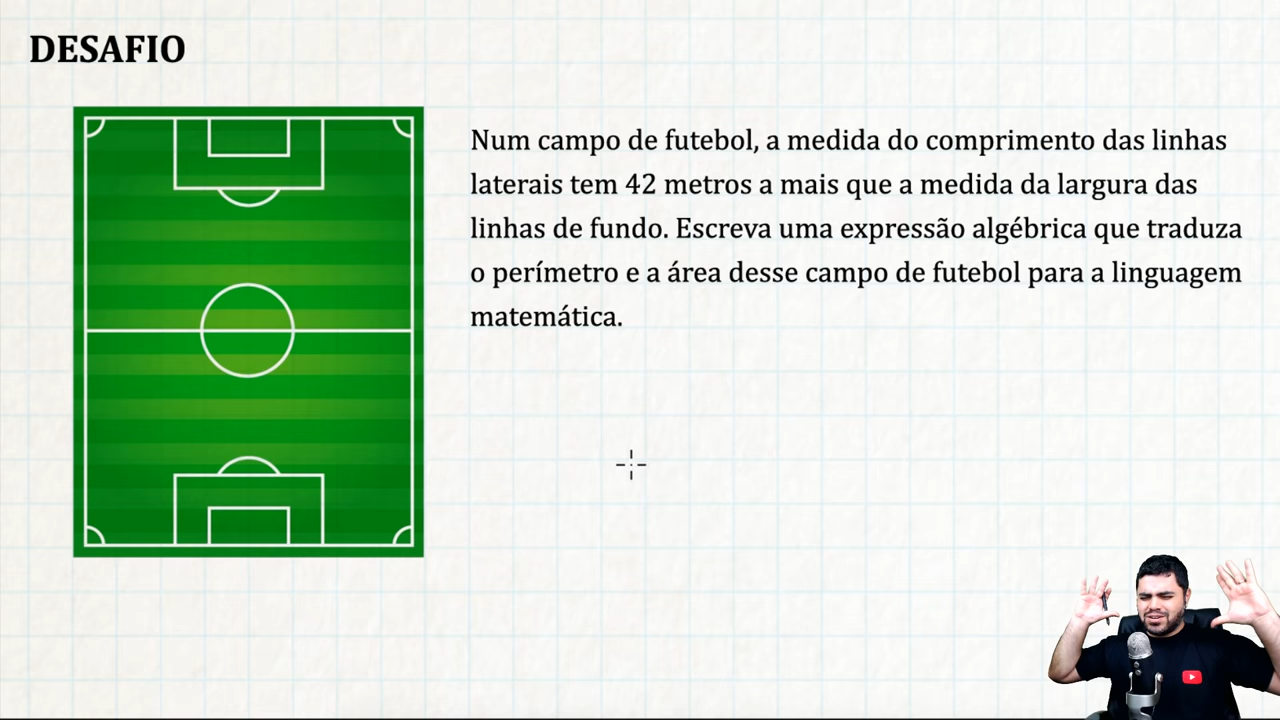 DESAFIO
Num campo de futebol, a medida do comprimento das linhas
laterais tem 42 metros a mais que a medida da largura das
linhas de fundo. Escreva uma expressão algébrica que traduza
o perímetro e a área desse campo de futebol para a linguagem
matemática.